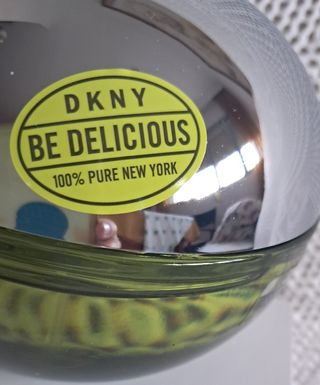 DKNY
BE DELICIOUS
100% PURE NEW YORK